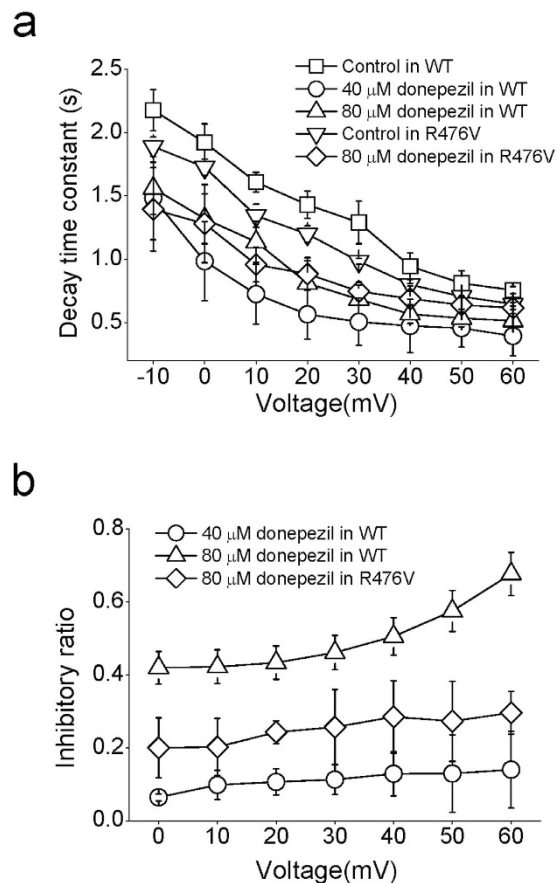 a
Decay time constant (s)
2.5
2.0
1.5
1.0
0.5
Control in WT
40 μM donepezil in WT
80 μM donepezil in WT
Control in R476V
80 μM donepezil in R476V
-10 0 10 20 30 40 50 60
Voltage(mV)
b
Inhibitory ratio
0.8
0.6
0.4
0.2
0.0
40 μM donepezil in WT
80 μM donepezil in WT
80 μM donepezil in R476V
0 10 20 30 40 50 60
Voltage(mV)